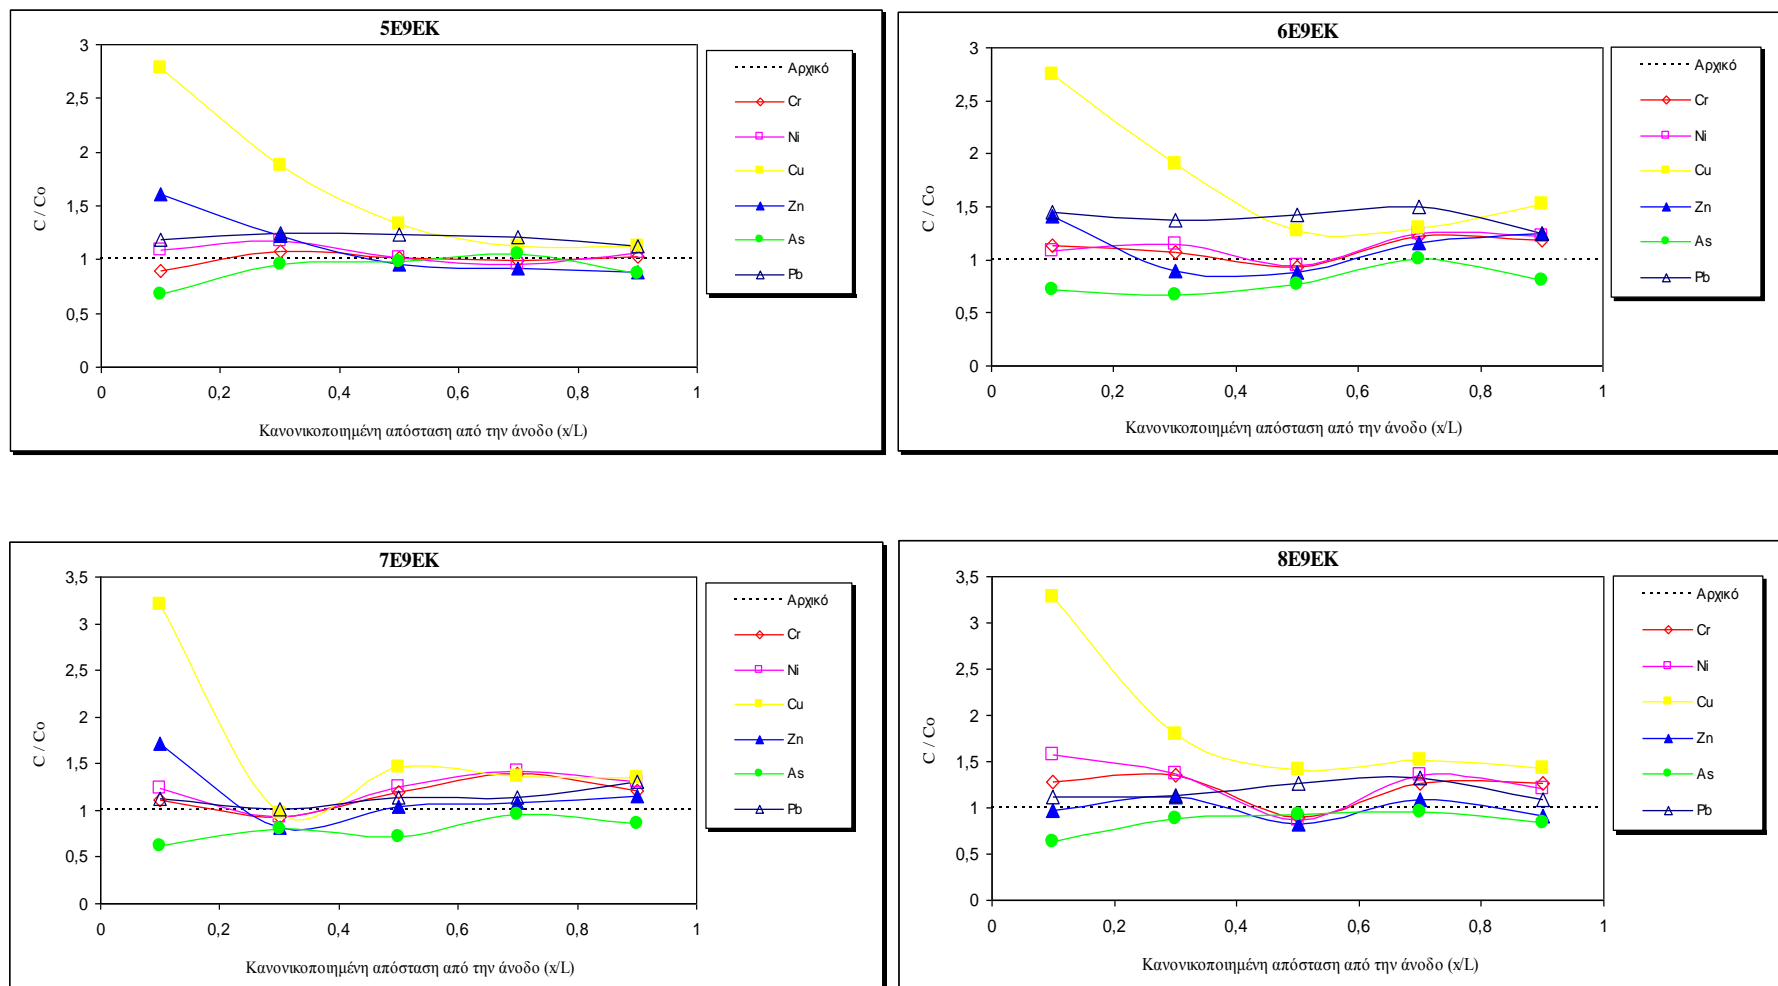 5E9EK
3
2,5
2
1,5
1
0,5
0
0
0,2
0,4
0,6
0,8
1
C / Co
Κανονικοποιημένη απόσταση από την άνοδο (x/L)
Αρχικό
Cr
Ni
Cu
Zn
As
Pb
6E9EK
3
2,5
2
1,5
1
0,5
0
0
0,2
0,4
0,6
0,8
1
C / Co
Κανονικοποιημένη απόσταση από την άνοδο (x/L)
Αρχικό
Cr
Ni
Cu
Zn
As
Pb
7E9EK
3,5
3
2,5
2
1,5
1
0,5
0
0
0,2
0,4
0,6
0,8
1
C / Co
Κανονικοποιημένη απόσταση από την άνοδο (x/L)
Αρχικό
Cr
Ni
Cu
Zn
As
Pb
8E9EK
3,5
3
2,5
2
1,5
1
0,5
0
0
0,2
0,4
0,6
0,8
1
C / Co
Κανονικοποιημένη απόσταση από την άνοδο (x/L)
Αρχικό
Cr
Ni
Cu
Zn
As
Pb